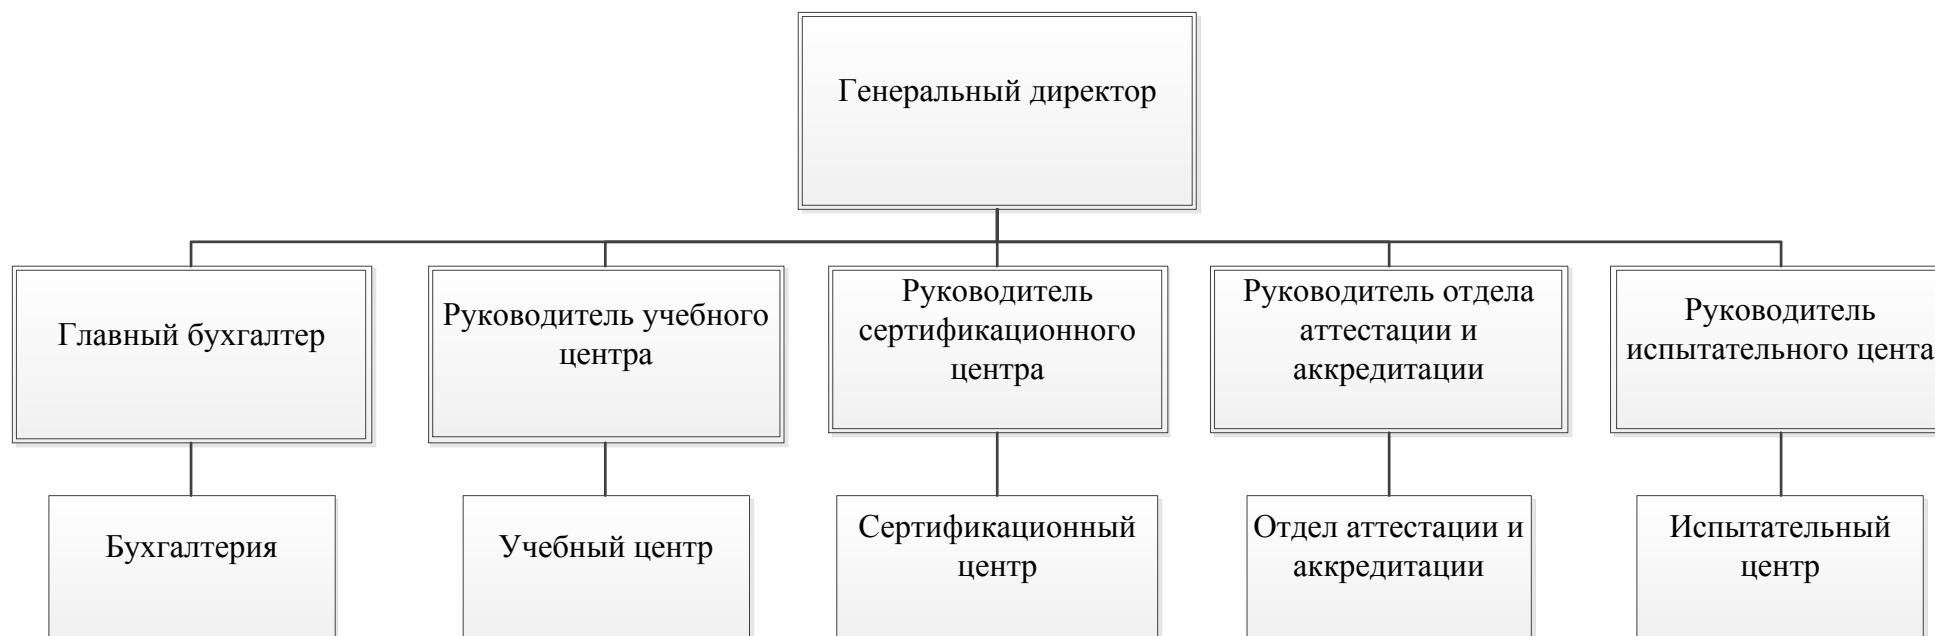 Генеральный директор
Главный бухгалтер
Руководитель учебного
центра
Руководитель
сертификационного
центра
Руководитель отдела
аттестации и
аккредитации
Руководитель
испытательного цента
Бухгалтерия
Учебный центр
Сертификационный
центр
Отдел аттестации и
аккредитации
Испытательный
центр